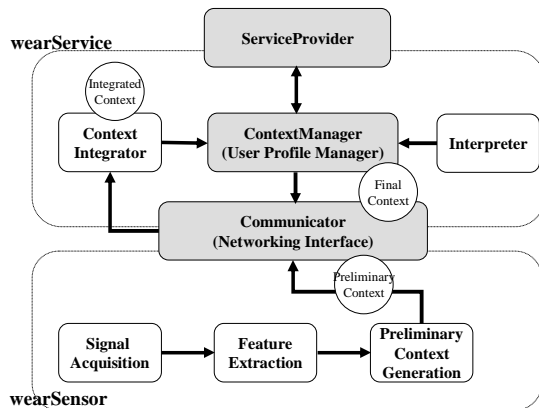 wearService
ServiceProvider
Integrated
Context
Context
Integrator
ContextManager
(User Profile Manager)
Interpreter
Final
Context
Communicator
(Networking Interface)
Preliminary
Context
Signal
Acquisition
Feature
Extraction
Preliminary
Context
Generation
wearSensor